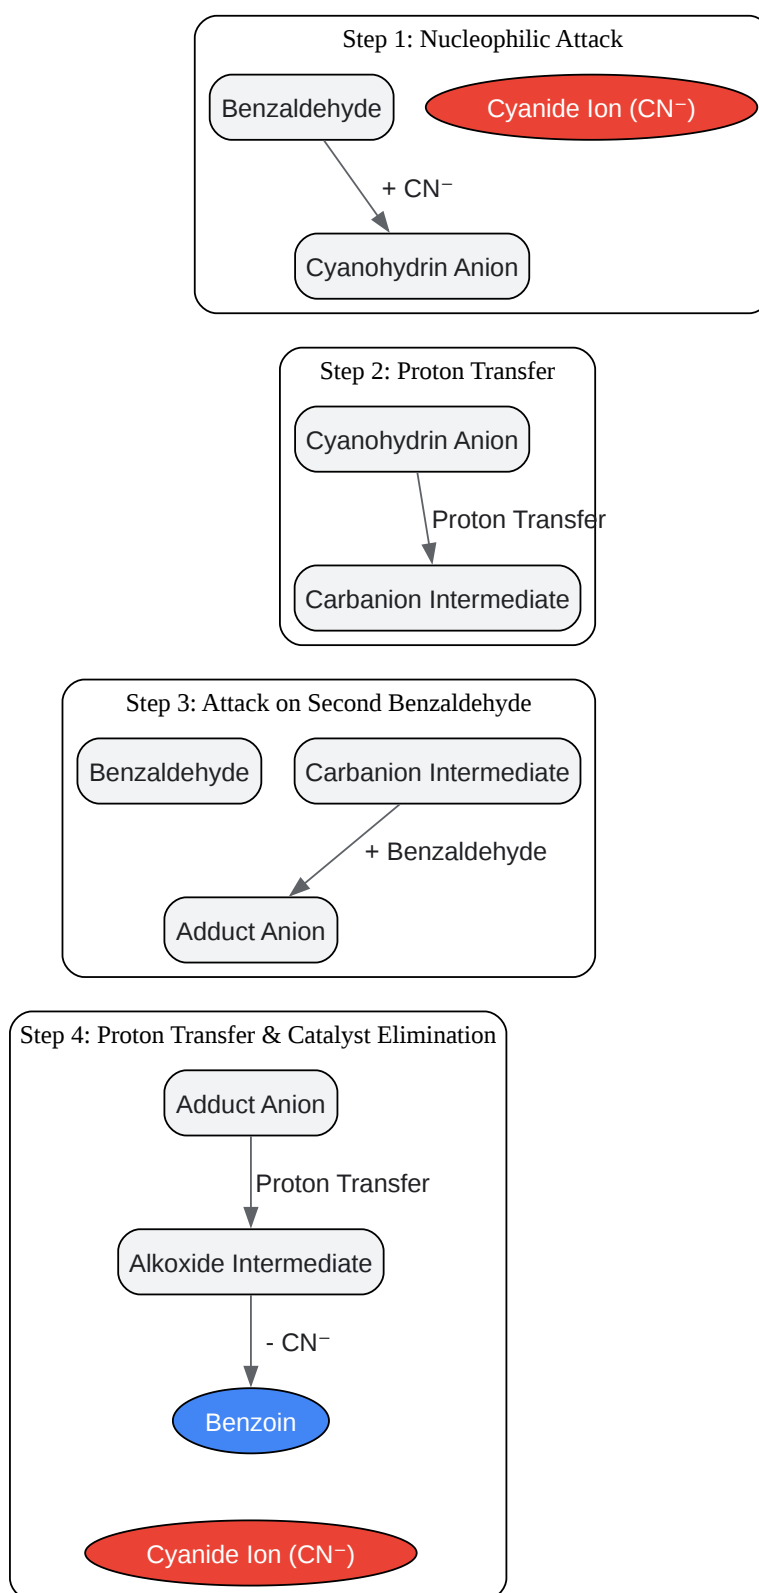 Step 1: Nucleophilic Attack
Benzaldehyde
Cyanide Ion (CN⁻)
+ CN⁻
Cyanohydrin Anion
Step 2: Proton Transfer
Cyanohydrin Anion
Proton Transfer
Carbanion Intermediate
Step 3: Attack on Second Benzaldehyde
Benzaldehyde
Carbanion Intermediate
+ Benzaldehyde
Adduct Anion
Step 4: Proton Transfer & Catalyst Elimination
Adduct Anion
Proton Transfer
Alkoxide Intermediate
- CN⁻
Benzoin
Cyanide Ion (CN⁻)